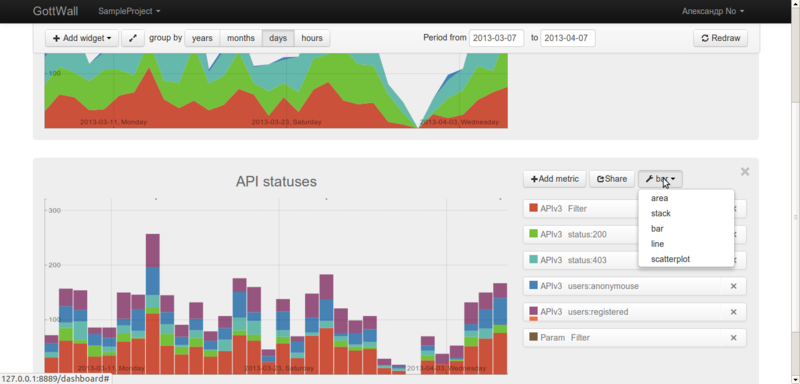 GottWall SampleProject Александр No
Add widget group by years months days hours Period from 2013-03-07 to 2013-04-07 Redraw
100
2013-03-11, Monday 2013-03-23, Saturday 2013-04-03, Wednesday
API statuses
Add metric Share bar
area
stack
bar
line
scatterplot
APIv3 Filter
APIv3 status:200
APIv3 status:403
APIv3 users:anonymouse
APIv3 users:registered
Param Filter
300
200
100
2013-03-11, Monday 2013-03-23, Saturday 2013-04-03, Wednesday
127.0.0.1:8889/dashboard#